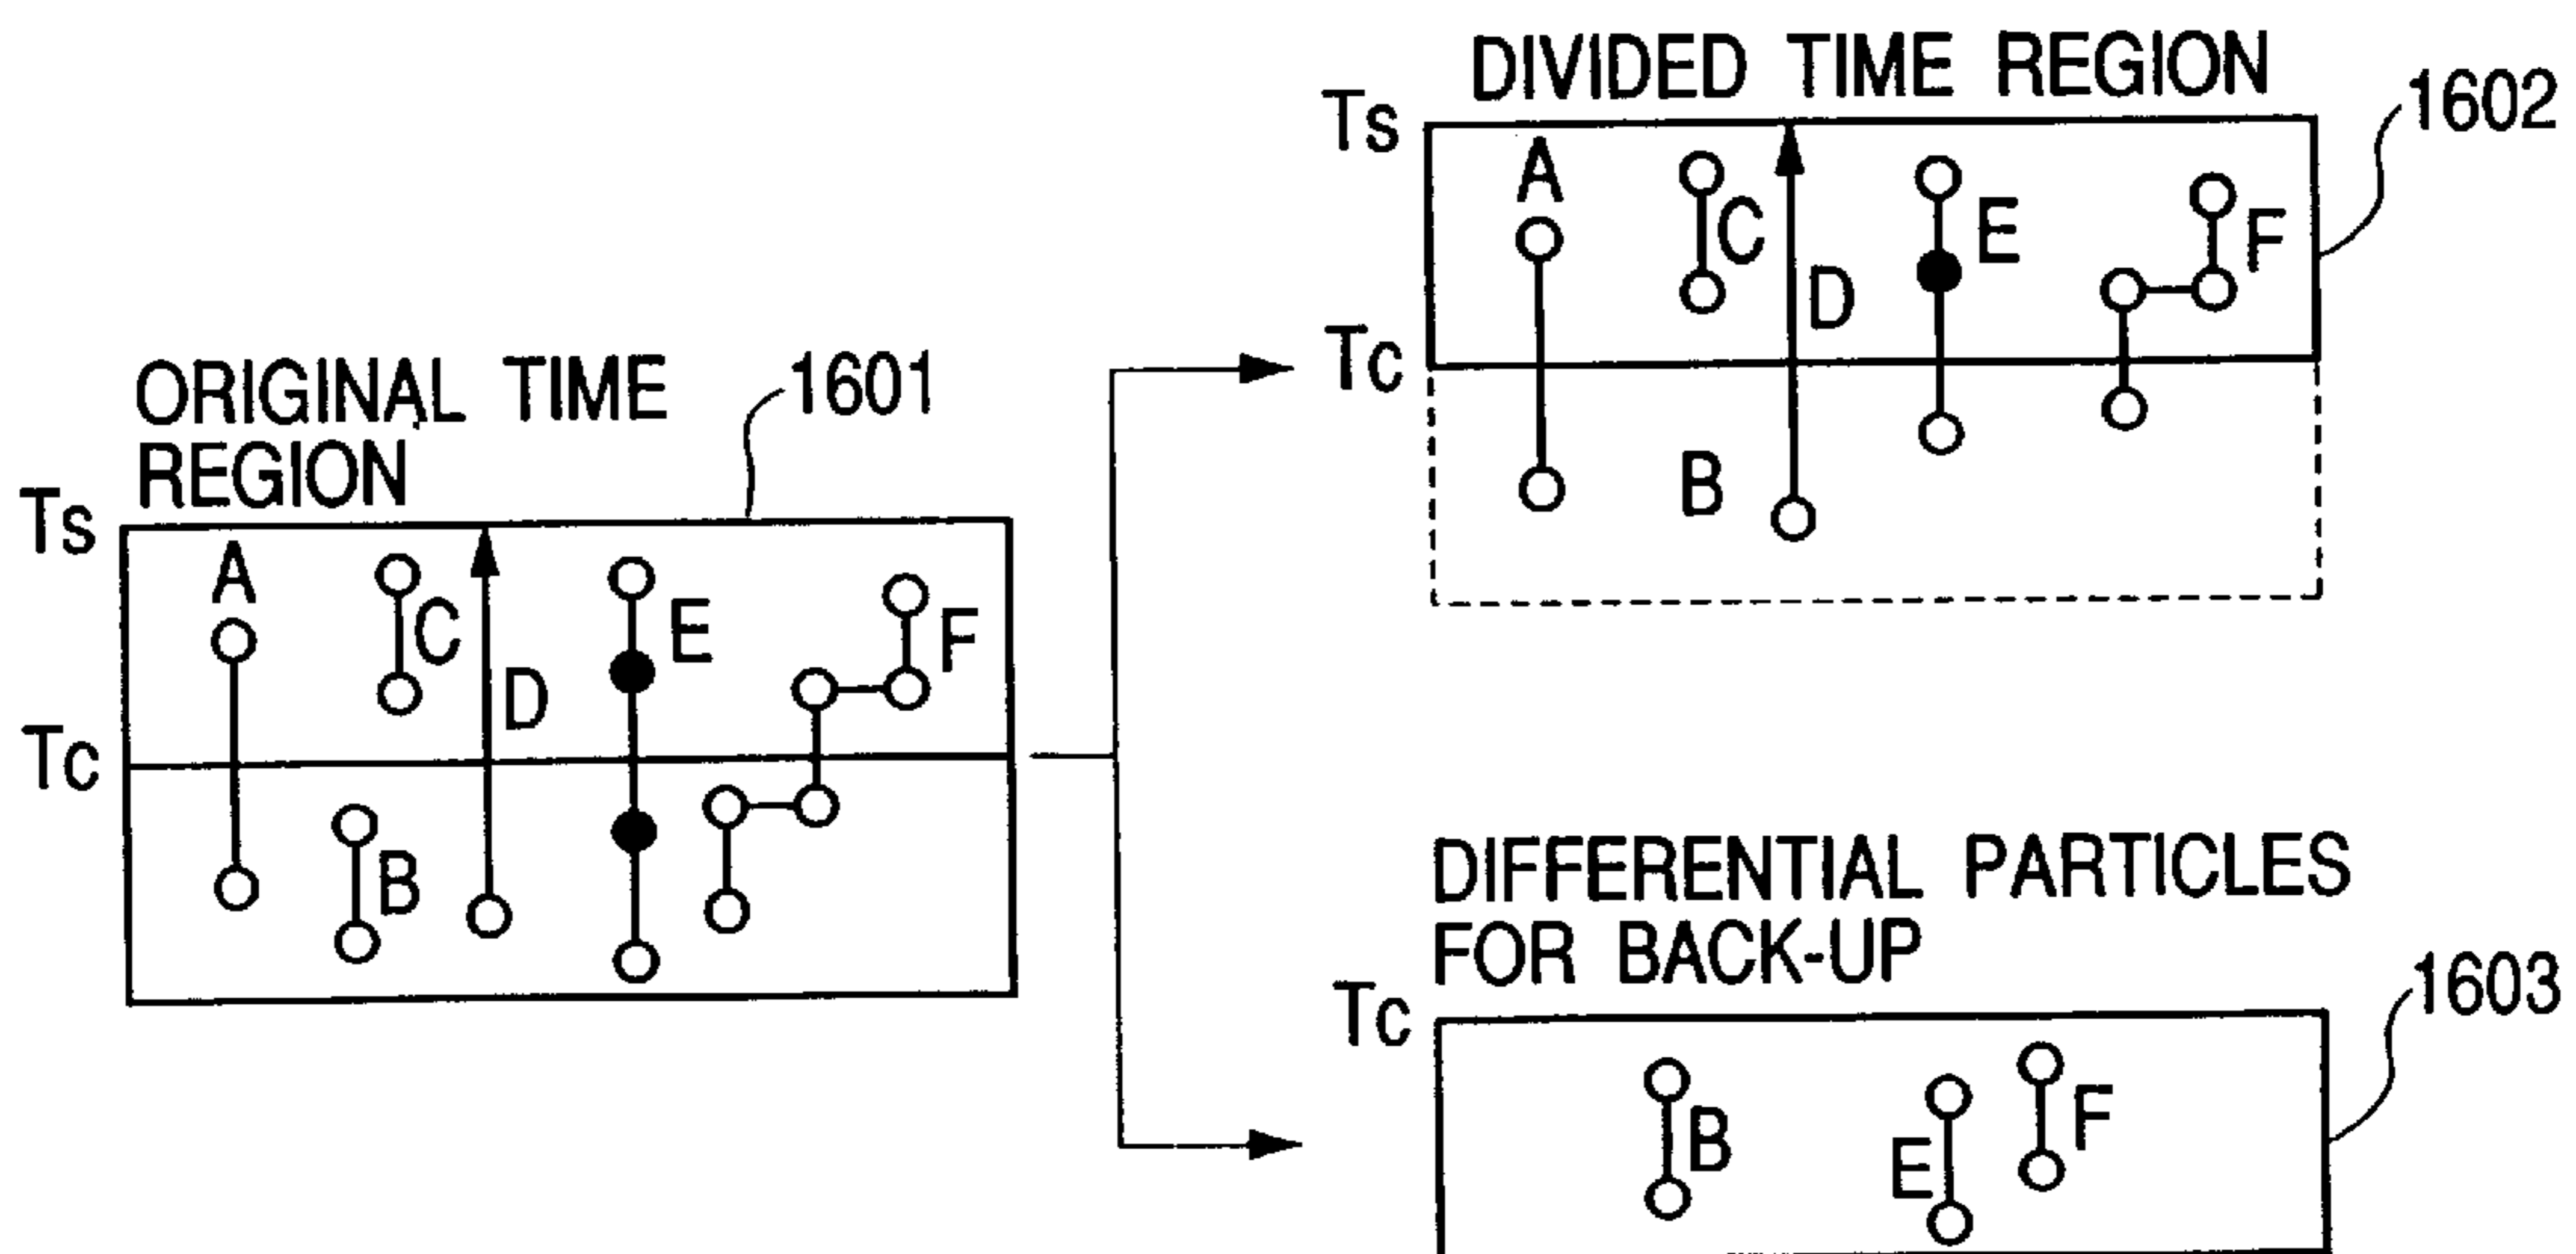 ORIGINAL TIME
REGION
1601
Ts
A
C
E
F
D
Tc
B
DIVIDED TIME REGION
1602
Ts
A
C
E
F
D
Tc
B
DIFFERENTIAL PARTICLES
FOR BACK-UP
1603
Tc
B
F
E